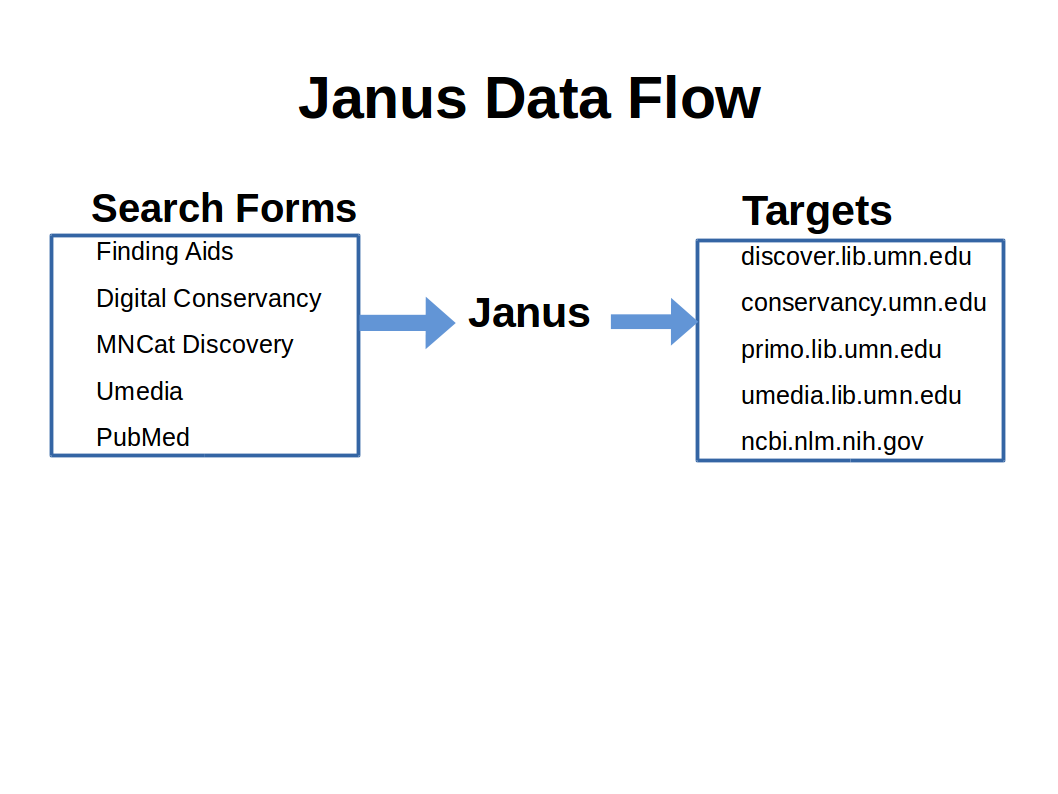 Janus Data Flow
Search Forms
Finding Aids
Digital Conservancy
MNCat Discovery
Umedia
PubMed
Janus
Targets
discover.lib.umn.edu
conservancy.umn.edu
primo.lib.umn.edu
umedia.lib.umn.edu
ncbi.nlm.nih.gov